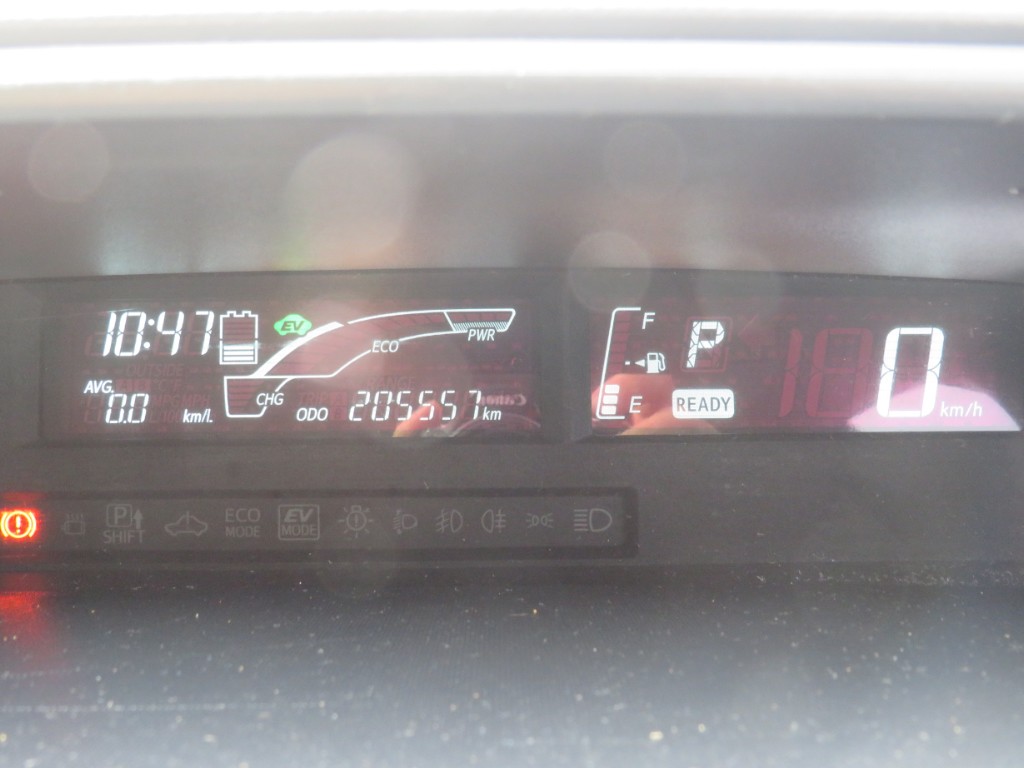 10:47
EV
PWR
ECO
AVG.
0.0 km/L
CHG
ODO 205557 km
F
E
P
READY
0 km/h
P SHIFT
ECO MODE
EV MODE